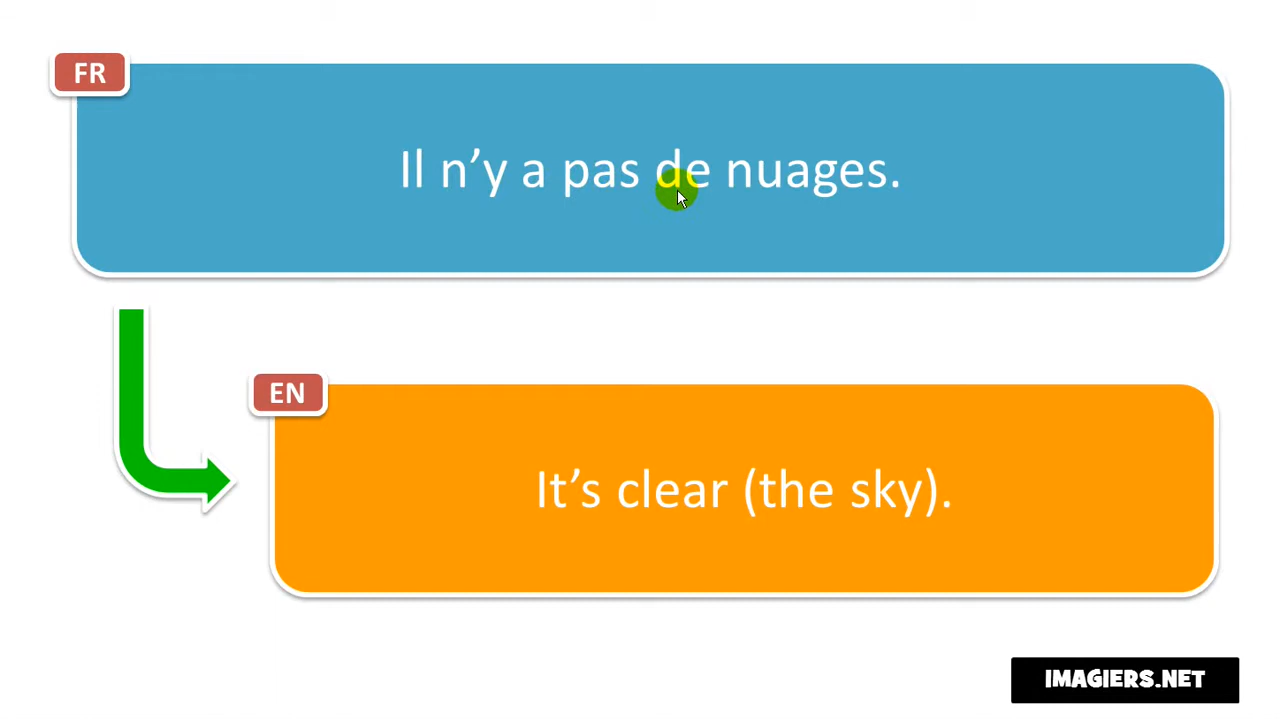 FR
Il n’y a pas de nuages.
EN
It’s clear (the sky).
IMAGIERS.NET